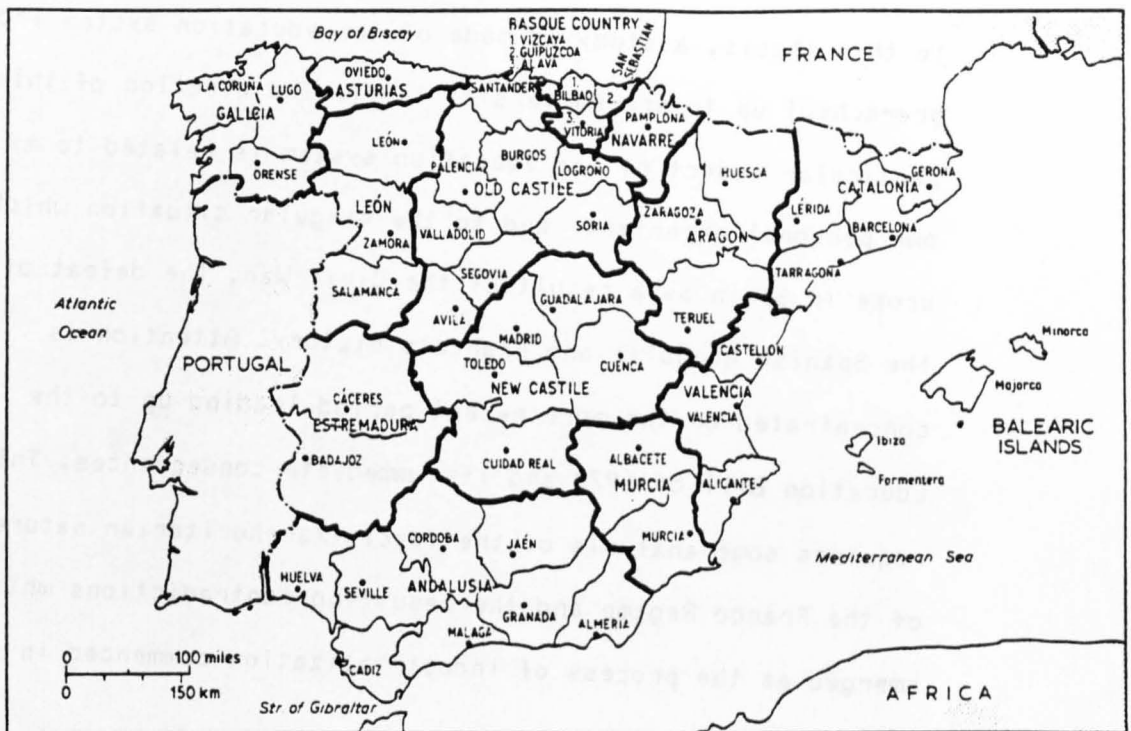 BASQUE COUNTRY
1. VIZCAYA
2. GUIPUZCOA
3. ALAVA
SAN SEBASTIAN
Bay of Biscay
FRANCE
LA CORUÑA
LUGO
GALICIA
ORENSE
OVIEDO
ASTURIAS
SANTANDER
1.
BILBAO
2.
3.
VITORIA
PAMPLONA
NAVARRE
LEÓN
PALENCIA
BURGOS
LOGROÑO
OLD CASTILE
HUESCA
CATALONIA
GERONA
LEÓN
ZAMORA
VALLADOLID
SORIA
ZARAGOZA
ARAGON
LÉRIDA
BARCELONA
TARRAGONA
SALAMANCA
SEGOVIA
AVILA
GUADALAJARA
MADRID
TERUEL
Atlantic
Ocean
PORTUGAL
TOLEDO
CUENCA
NEW CASTILE
CASTELLON
VALENCIA
VALENCIA
Minorca
Majorca
Ibiza
Formentera
BALEARIC
ISLANDS
CÁCERES
ESTREMADURA
BADAJOZ
CUIDAD REAL
ALBACETE
MURCIA
ALICANTE
MURCIA
Mediterranean Sea
CORDOBA
JAÉN
HUELVA
SEVILLE
ANDALUSIA
GRANADA
ALMERIA
MALAGA
CADIZ
0 100 miles
0 150 km
Str. of Gibraltar
AFRICA